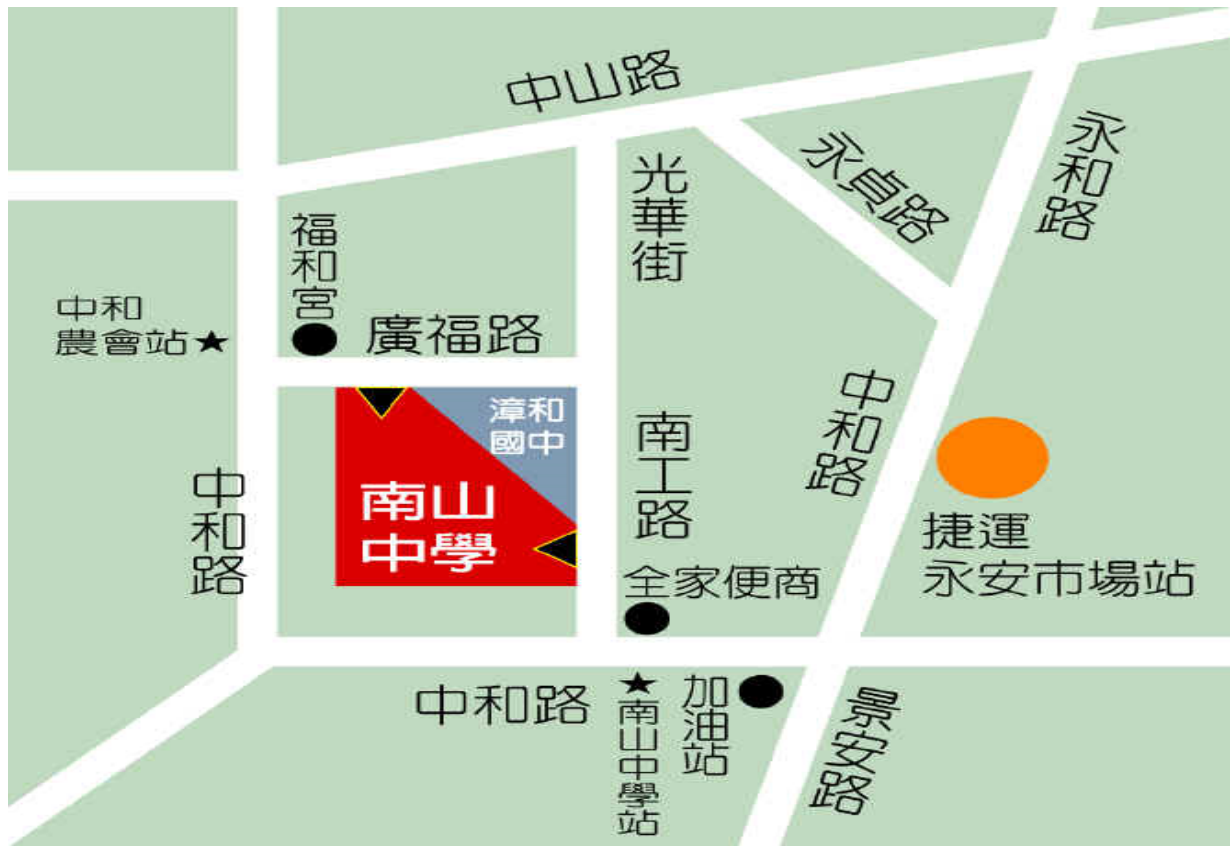 中山路
永和路
永貞路
光華街
福和宮
中和
農會站★
廣福路
漳和
國中
中和路
南工路
中和路
南山
中學
捷運
永安市場站
全家便商
中和路
★南山中學站
加油站
景安路